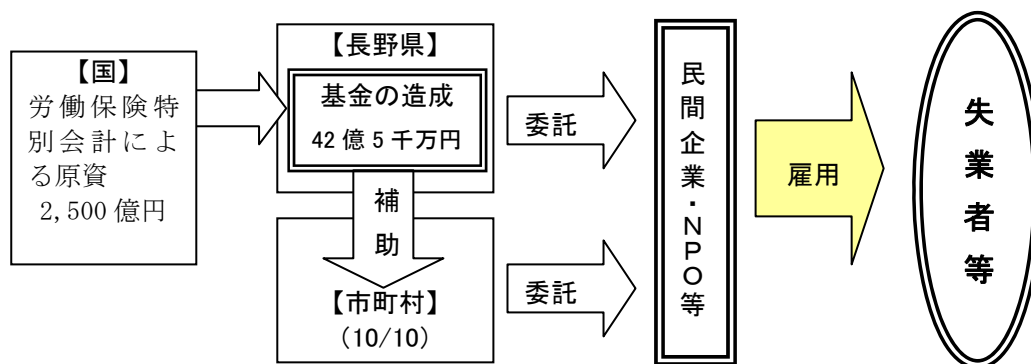 【国】
労働保険特
別会計によ
る原資
2,500億円
【長野県】
基金の造成
42億5千万円
補助
【市町村】
(10/10)
委託
委託
民間企業・NPO等
雇用
失業者等